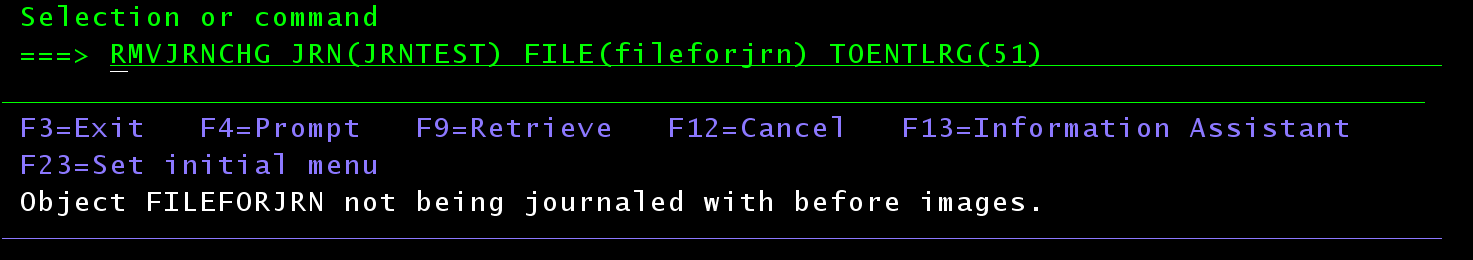 Selection or command
===> RMVJRNCHG JRN(JRNTEST) FILE(fileforjrn) TOENTLRG(51)
F3=Exit   F4=Prompt   F9=Retrieve   F12=Cancel   F13=Information Assistant
F23=Set initial menu
Object FILEFORJRN not being journaled with before images.